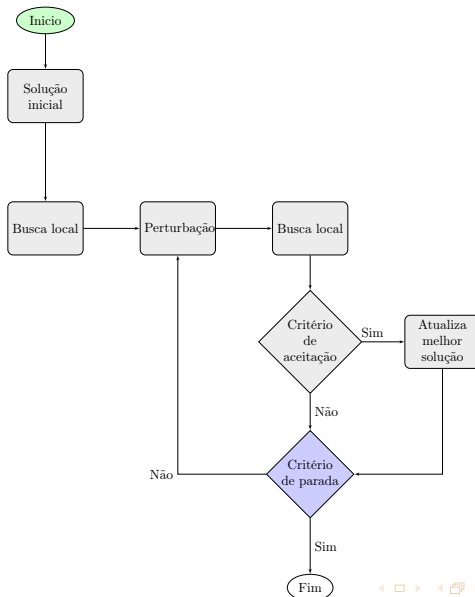 Inicio
Solução
inicial
Busca local
Perturbação
Busca local
Critério
de
aceitação
Sim
Atualiza
melhor
solução
Não
Critério
de parada
Não
Sim
Fim